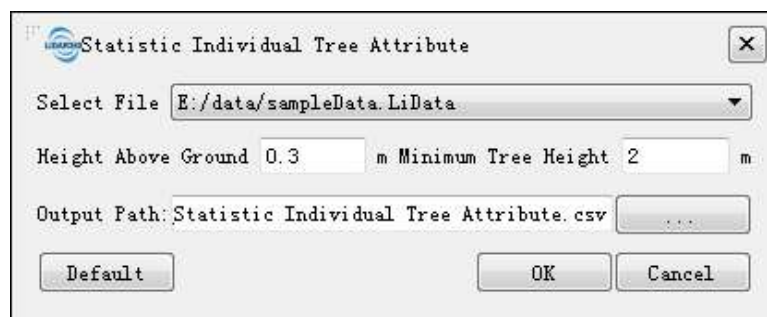 Statistic Individual Tree Attribute
Select File E:/data/sampleData.LiData
Height Above Ground 0.3 m Minimum Tree Height 2 m
Output Path: Statistic Individual Tree Attribute.csv ...
Default OK Cancel